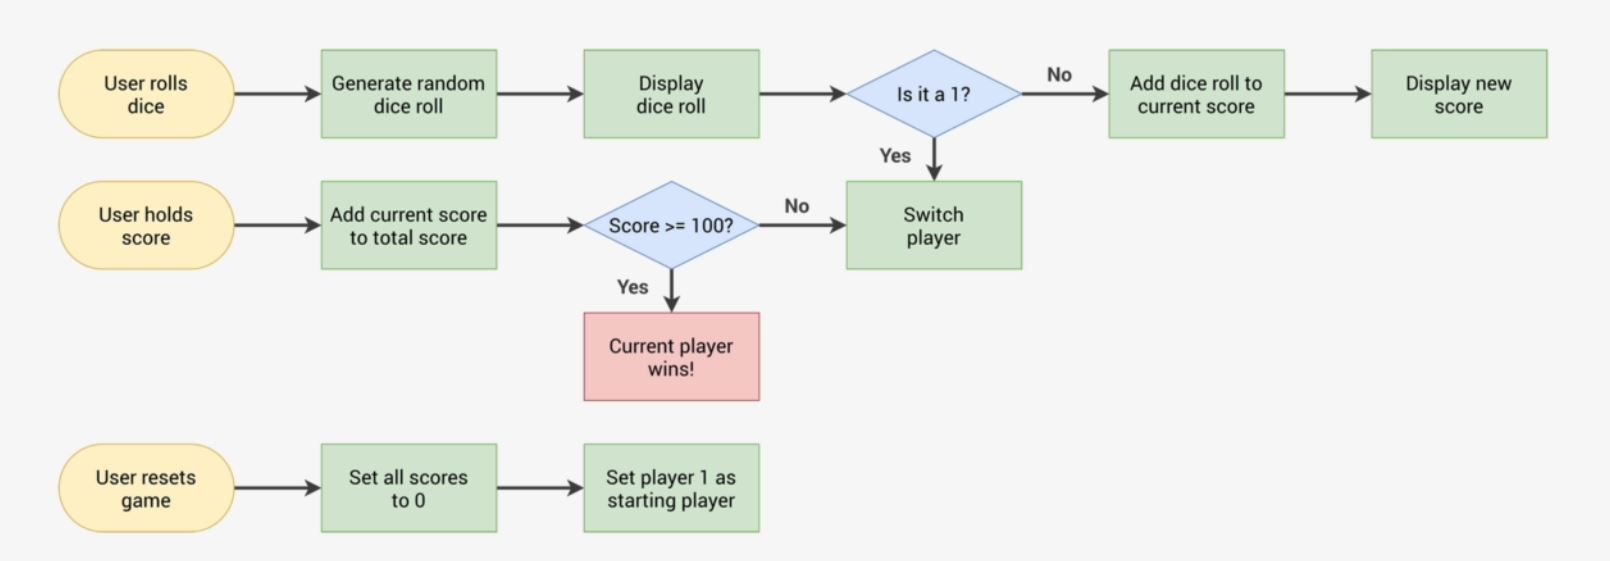 User rolls
dice
Generate random
dice roll
Display
dice roll
Is it a 1?
No
Add dice roll to
current score
Display new
score
Yes
User holds
score
Add current score
to total score
Score >= 100?
No
Switch
player
Yes
Current player
wins!
User resets
game
Set all scores
to 0
Set player 1 as
starting player